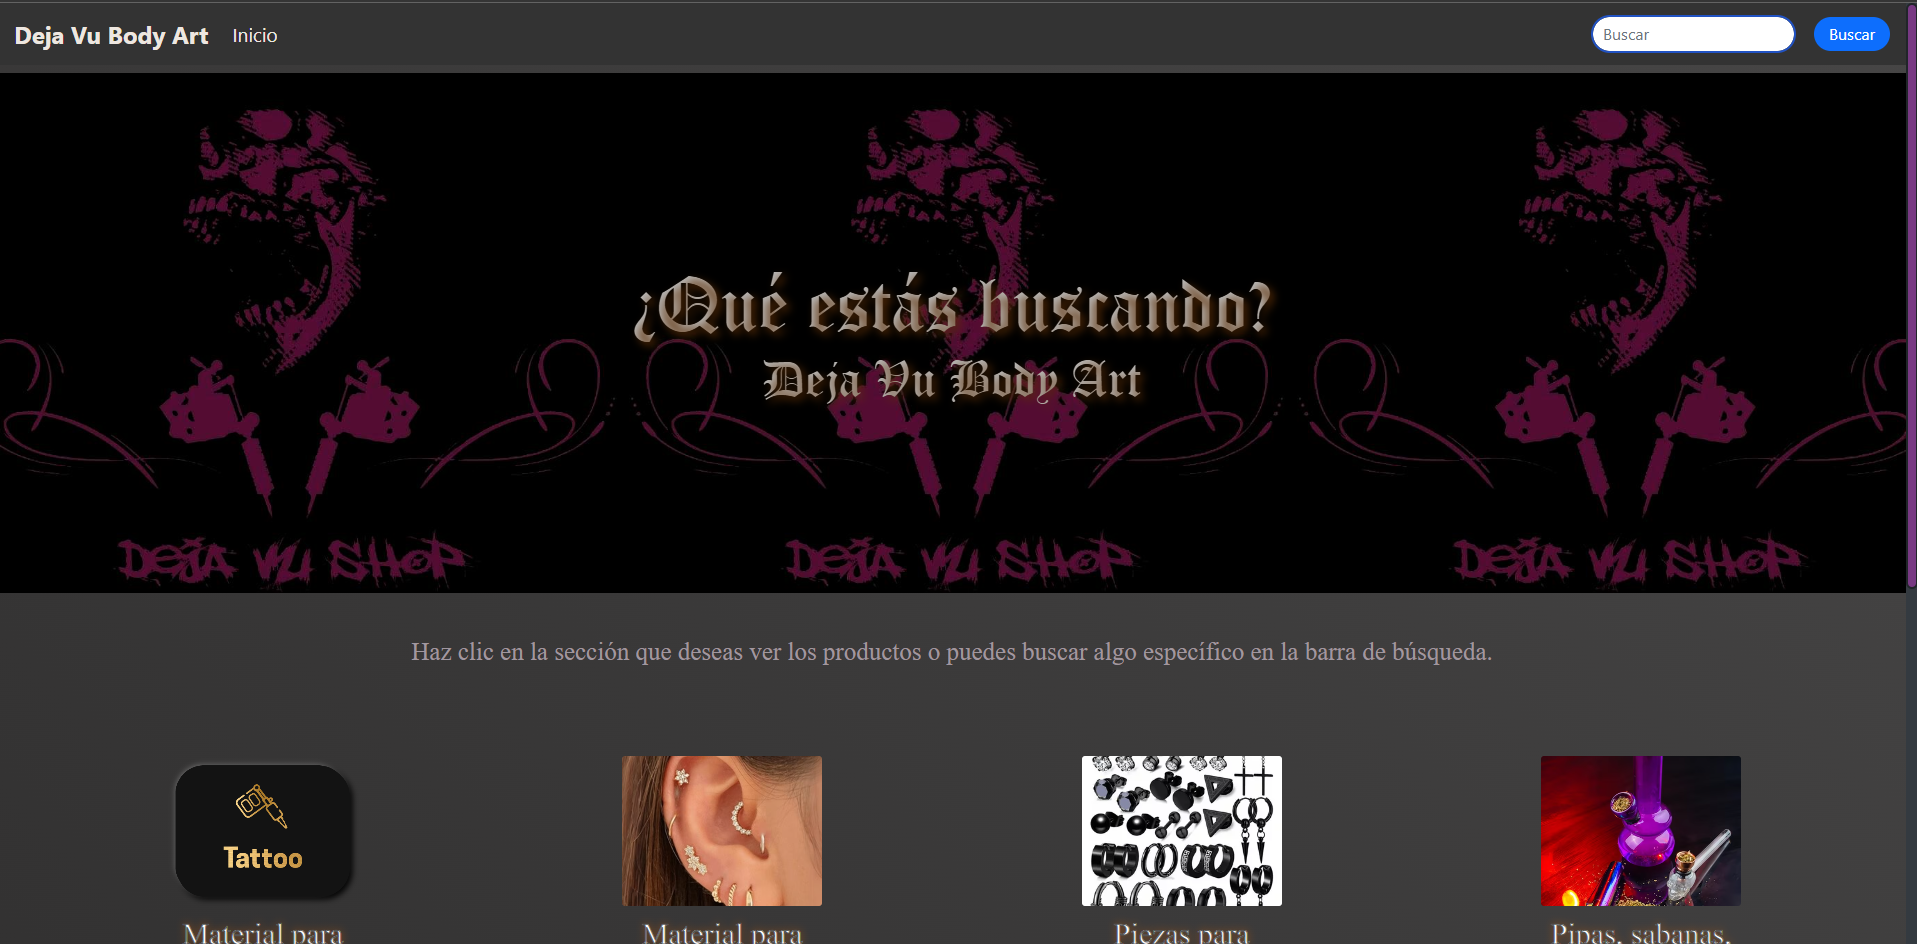 Deja Vu Body Art Inicio Buscar Buscar
¿Qué estás buscando?
Deja Vu Body Art
DEJA VU SHOP DEJA VU SHOP DEJA VU SHOP
Haz clic en la sección que deseas ver los productos o puedes buscar algo específico en la barra de búsqueda.
Tattoo
Material para Material para Piezas para Pipas, sabanas,